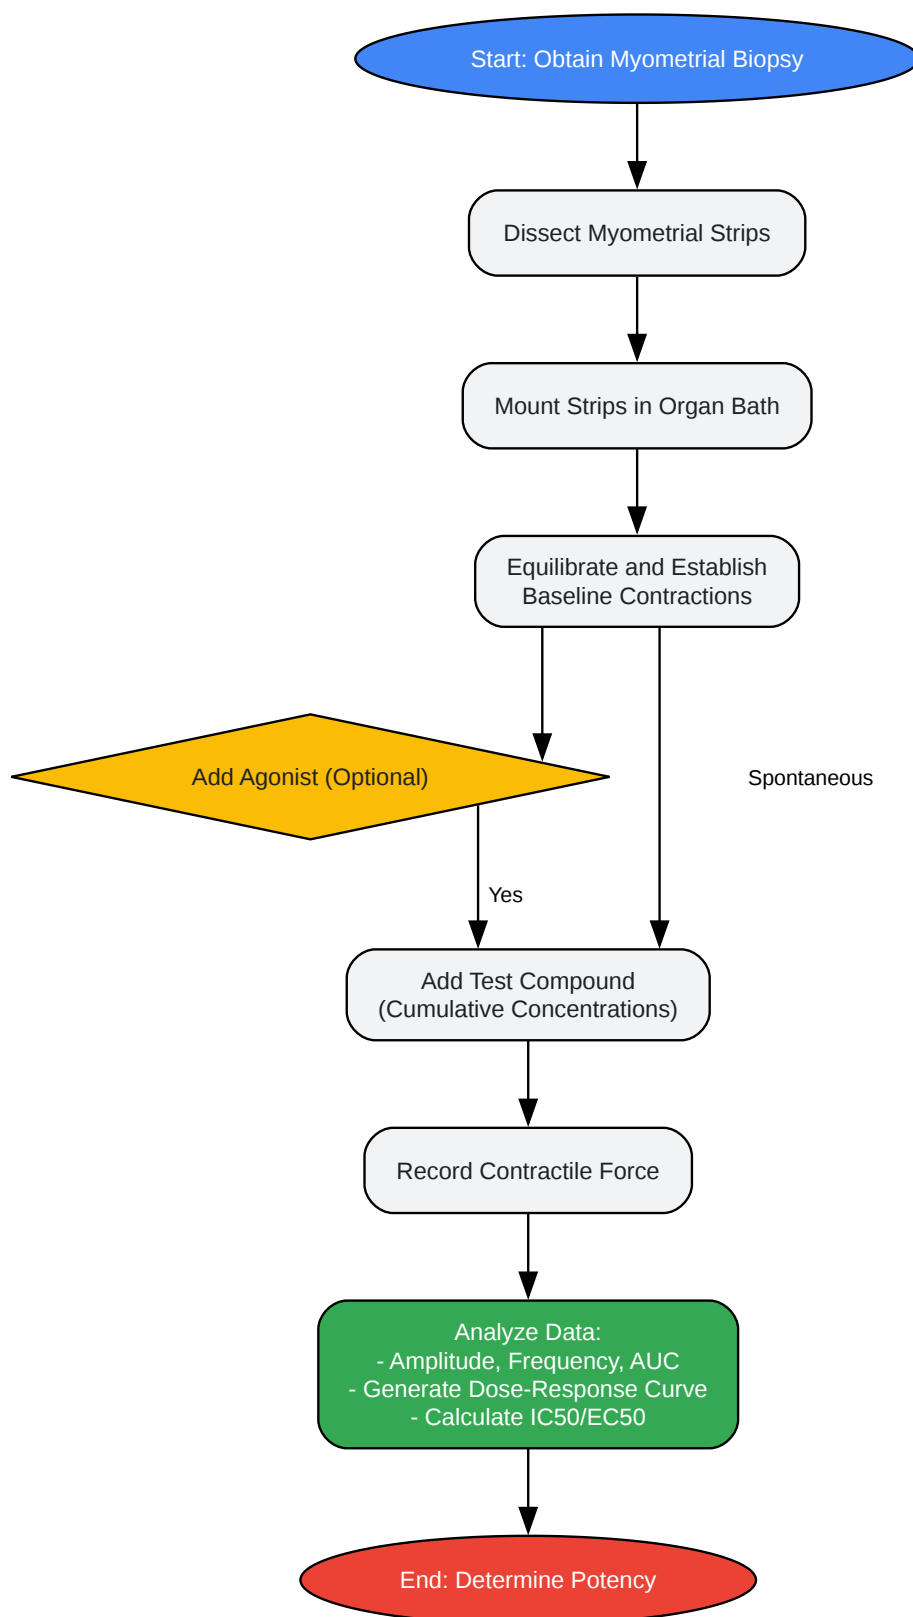 Start: Obtain Myometrial Biopsy
Dissect Myometrial Strips
Mount Strips in Organ Bath
Equilibrate and Establish
Baseline Contractions
Add Agonist (Optional)
Spontaneous
Yes
Add Test Compound
(Cumulative Concentrations)
Record Contractile Force
Analyze Data:
- Amplitude, Frequency, AUC
- Generate Dose-Response Curve
- Calculate IC50/EC50
End: Determine Potency